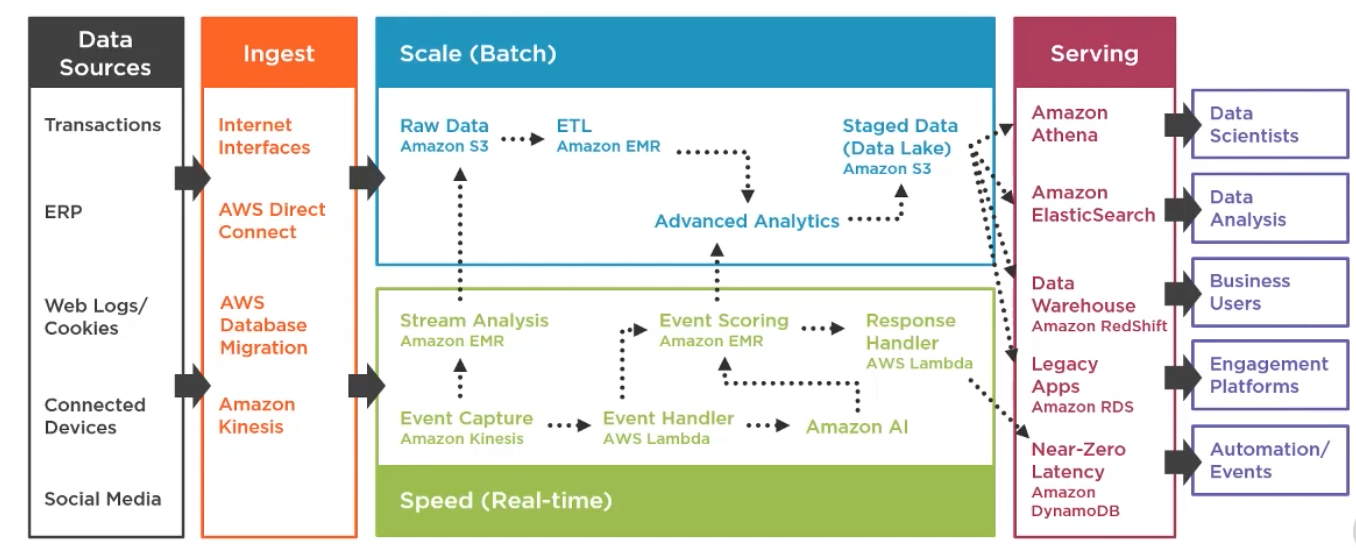 Data
Sources
Transactions
ERP
Web Logs/
Cookies
Connected
Devices
Social Media
Ingest
Internet
Interfaces
AWS Direct
Connect
AWS
Database
Migration
Amazon
Kinesis
Scale (Batch)
Raw Data
Amazon S3
ETL
Amazon EMR
Staged Data
(Data Lake)
Amazon S3
Advanced Analytics
Stream Analysis
Amazon EMR
Event Scoring
Amazon EMR
Response
Handler
AWS Lambda
Event Capture
Amazon Kinesis
Event Handler
AWS Lambda
Amazon AI
Speed (Real-time)
Serving
Amazon
Athena
Amazon
ElasticSearch
Data
Warehouse
Amazon RedShift
Legacy
Apps
Amazon RDS
Near-Zero
Latency
Amazon
DynamoDB
Data
Scientists
Data
Analysis
Business
Users
Engagement
Platforms
Automation/
Events